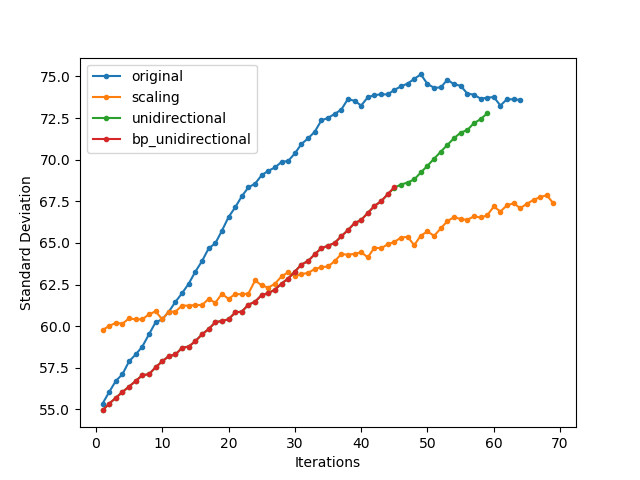 original
scaling
unidirectional
bp_unidirectional
75.0
72.5
70.0
67.5
65.0
62.5
60.0
57.5
55.0
Standard Deviation
0 10 20 30 40 50 60 70
Iterations